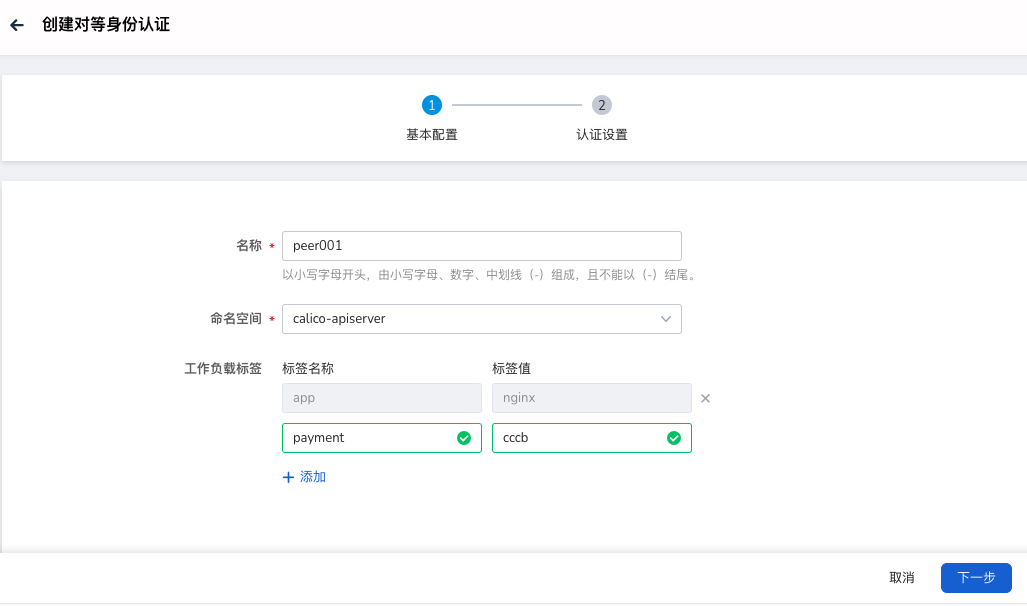 创建对等身份认证
1
2
基本配置
认证设置
名称 * peer001
以小写字母开头，由小写字母、数字、中划线（-）组成，且不能以（-）结尾。
命名空间 * calico-apiserver
工作负载标签 标签名称 标签值
app nginx
payment cccb
+ 添加
取消 下一步